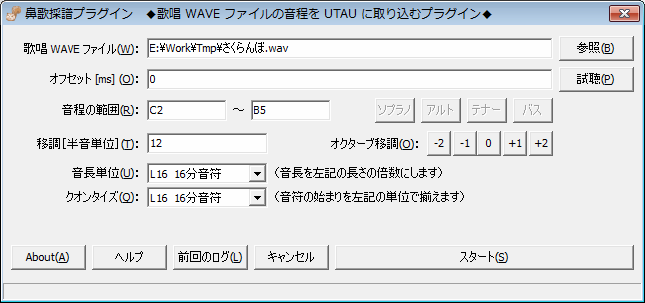 鼻歌採譜プラグイン ◆歌唱 WAVE ファイルの音程を UTAU に取り込むプラグイン◆
歌唱 WAVE ファイル(W): E:¥Work¥Tmp¥さくらんぼ.wav 参照(B)
オフセット [ms] (O): 0 試聴(P)
音程の範囲(R): C2 ～ B5 ソプラノ アルト テナー バス
移調[半音単位](T): 12 オクターブ移調(O): -2 -1 0 +1 +2
音長単位(U): L16 16分音符 (音長を左記の長さの倍数にします)
クオンタイズ(Q): L16 16分音符 (音符の始まりを左記の単位で揃えます)
About(A) ヘルプ 前回のログ(L) キャンセル スタート(S)